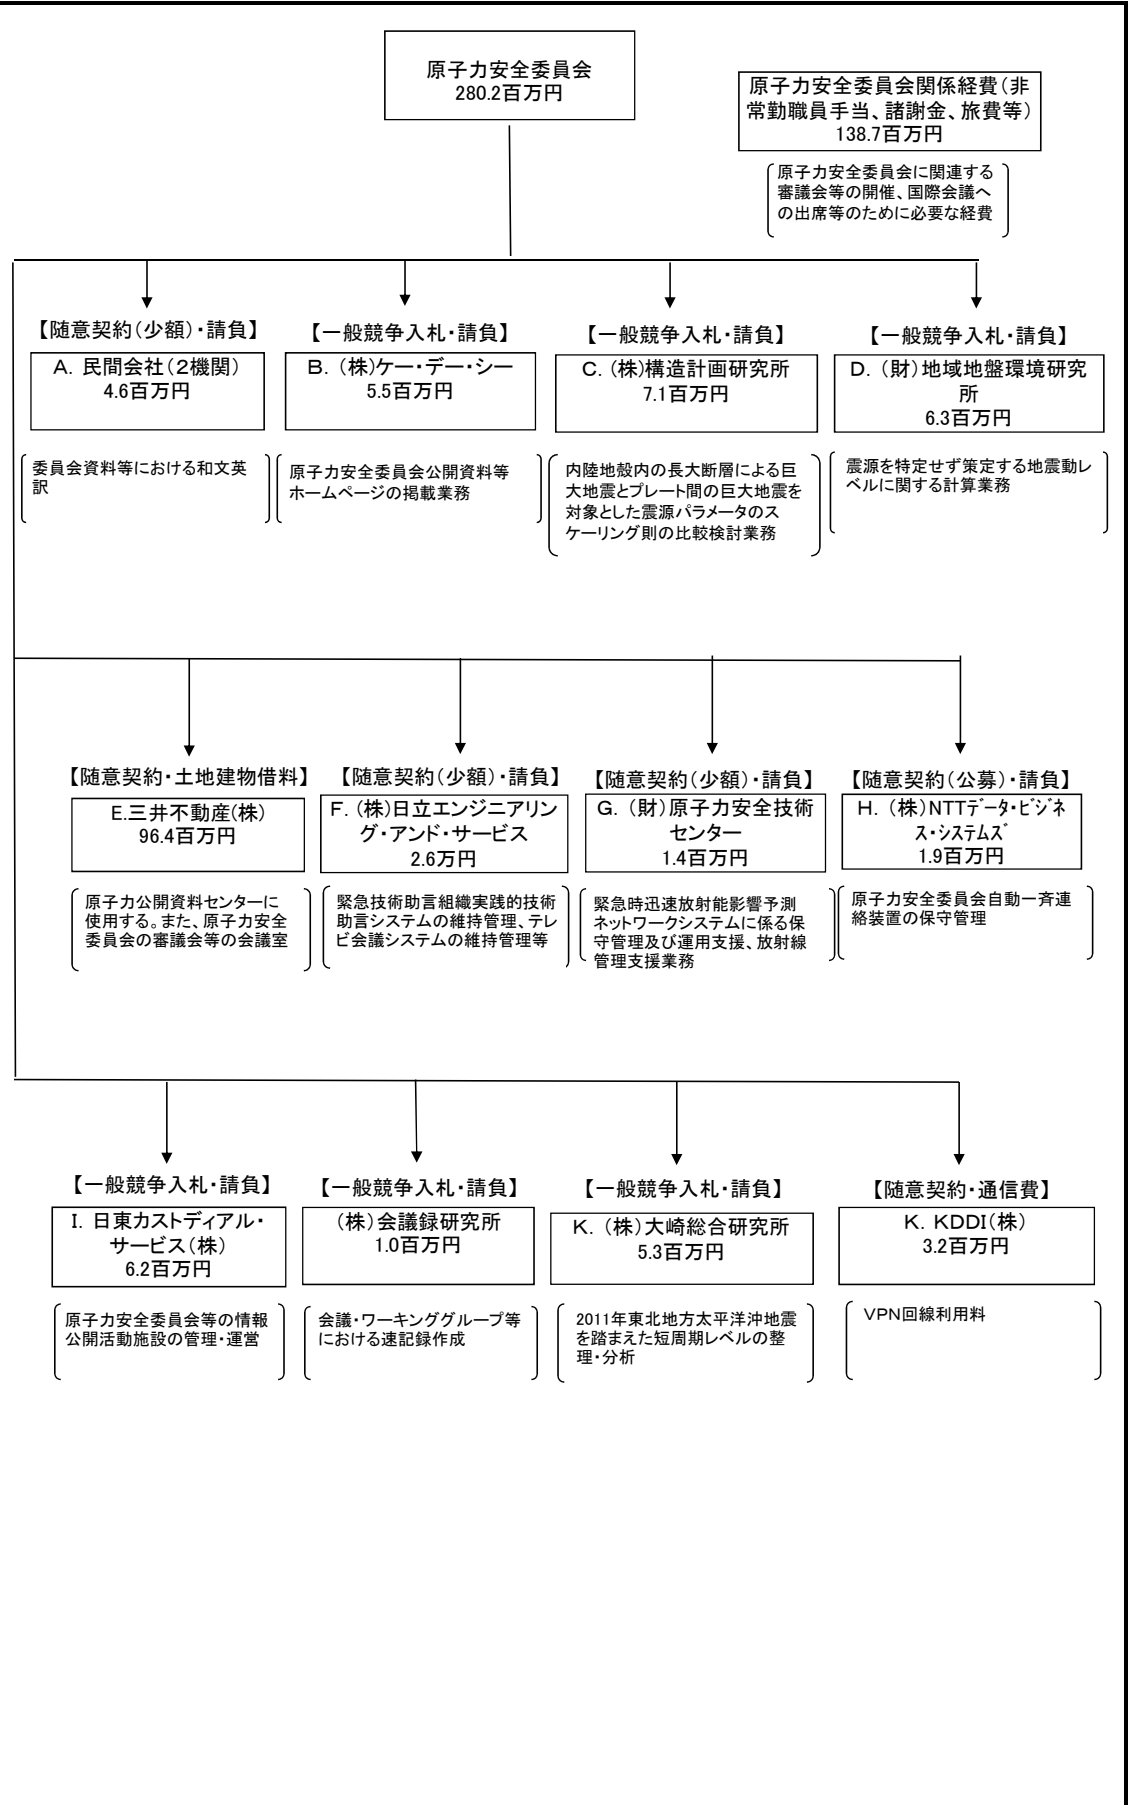 原子力安全委員会
280.2百万円
原子力安全委員会関係経費(非
常勤職員手当、諸謝金、旅費等)
138.7百万円
原子力安全委員会に関連する
審議会等の開催、国際会議へ
の出席等のために必要な経費
【随意契約(少額)・請負】
A. 民間会社(2機関)
4.6百万円
委員会資料等における和文英
訳
【一般競争入札・請負】
B. (株)ケー・デー・シー
5.5百万円
原子力安全委員会公開資料等
ホームページの掲載業務
【一般競争入札・請負】
C. (株)構造計画研究所
7.1百万円
内陸地殻内の長大断層による巨
大地震とプレート間の巨大地震を
対象とした震源パラメータのス
ケーリング則の比較検討業務
【一般競争入札・請負】
D. (財)地域地盤環境研究
所
6.3百万円
震源を特定せず策定する地震動レ
ベルに関する計算業務
【随意契約・土地建物借料】
E.三井不動産(株)
96.4百万円
原子力公開資料センターに
使用する。また、原子力安全
委員会の審議会等の会議室
【随意契約(少額)・請負】
F. (株)日立エンジニアリン
グ・アンド・サービス
2.6万円
緊急技術助言組織実践的技術
助言システムの維持管理、テレ
ビ会議システムの維持管理等
【随意契約(少額)・請負】
G. (財)原子力安全技術
センター
1.4百万円
緊急時迅速放射能影響予測
ネットワークシステムに係る保
守管理及び運用支援、放射線
管理支援業務
【随意契約(公募)・請負】
H. (株)NTTデータ・ビジネ
ス・システムズ
1.9百万円
原子力安全委員会自動一斉連
絡装置の保守管理
【一般競争入札・請負】
I. 日東カストディアル・
サービス(株)
6.2百万円
原子力安全委員会等の情報
公開活動施設の管理・運営
【一般競争入札・請負】
(株)会議録研究所
1.0百万円
会議・ワーキンググループ等
における速記録作成
【一般競争入札・請負】
K. (株)大崎総合研究所
5.3百万円
2011年東北地方太平洋沖地震
を踏まえた短周期レベルの整
理・分析
【随意契約・通信費】
K. KDDI(株)
3.2百万円
VPN回線利用料